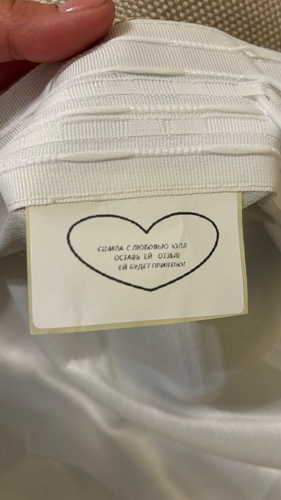 СШИЛА С ЛЮБОВЬЮ ЮЛЯ
ОСТАВЬ ЕЙ ОТЗЫВ
ЕЙ БУДЕТ ПРИЯТНО!